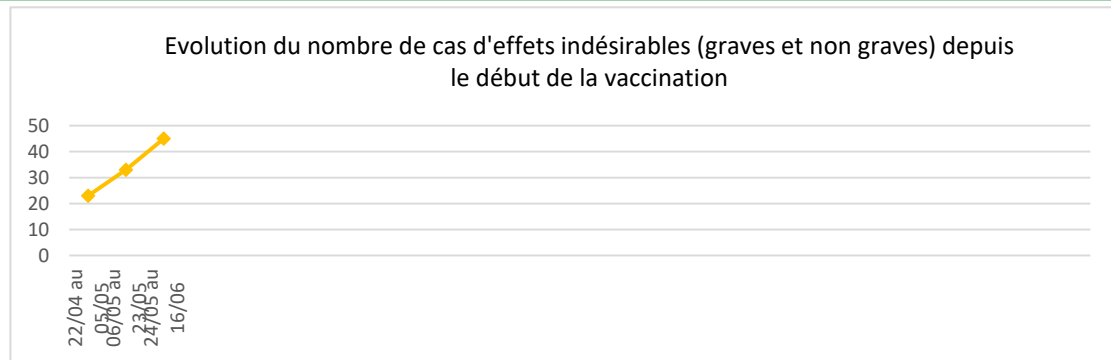 Evolution du nombre de cas d'effets indésirables (graves et non graves) depuis
le début de la vaccination
50
40
30
20
10
0
22/04 au
05/05
06/05 au
23/05
24/05 au
16/06